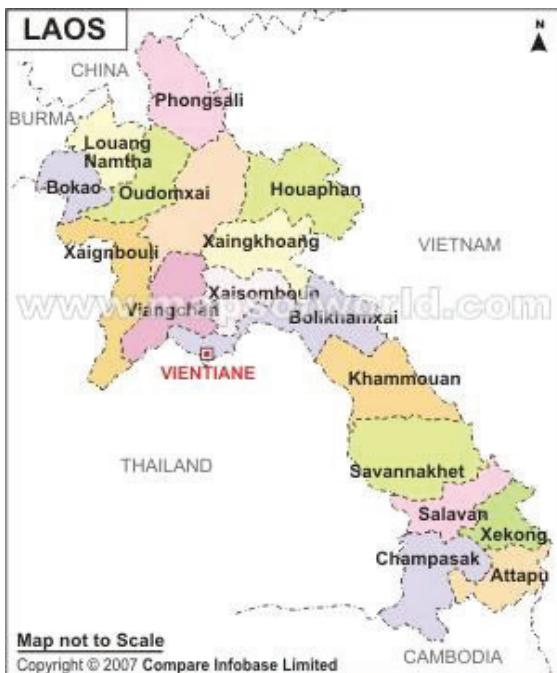 LAOS
N
CHINA
Phongsali
BURMA
Louang
Namtha
Bokao
Oudomxai
Houaphan
Xaignbouli
Xaingkhoang
VIETNAM
Xaisomboun
www.mapsofworld.com
Viangchan
Bolikhamxai
VIENTIANE
Khammouan
THAILAND
Savannakhet
Salavan
Xekong
Champasak
Attapu
Map not to Scale
Copyright © 2007 Compare Infobase Limited
CAMBODIA